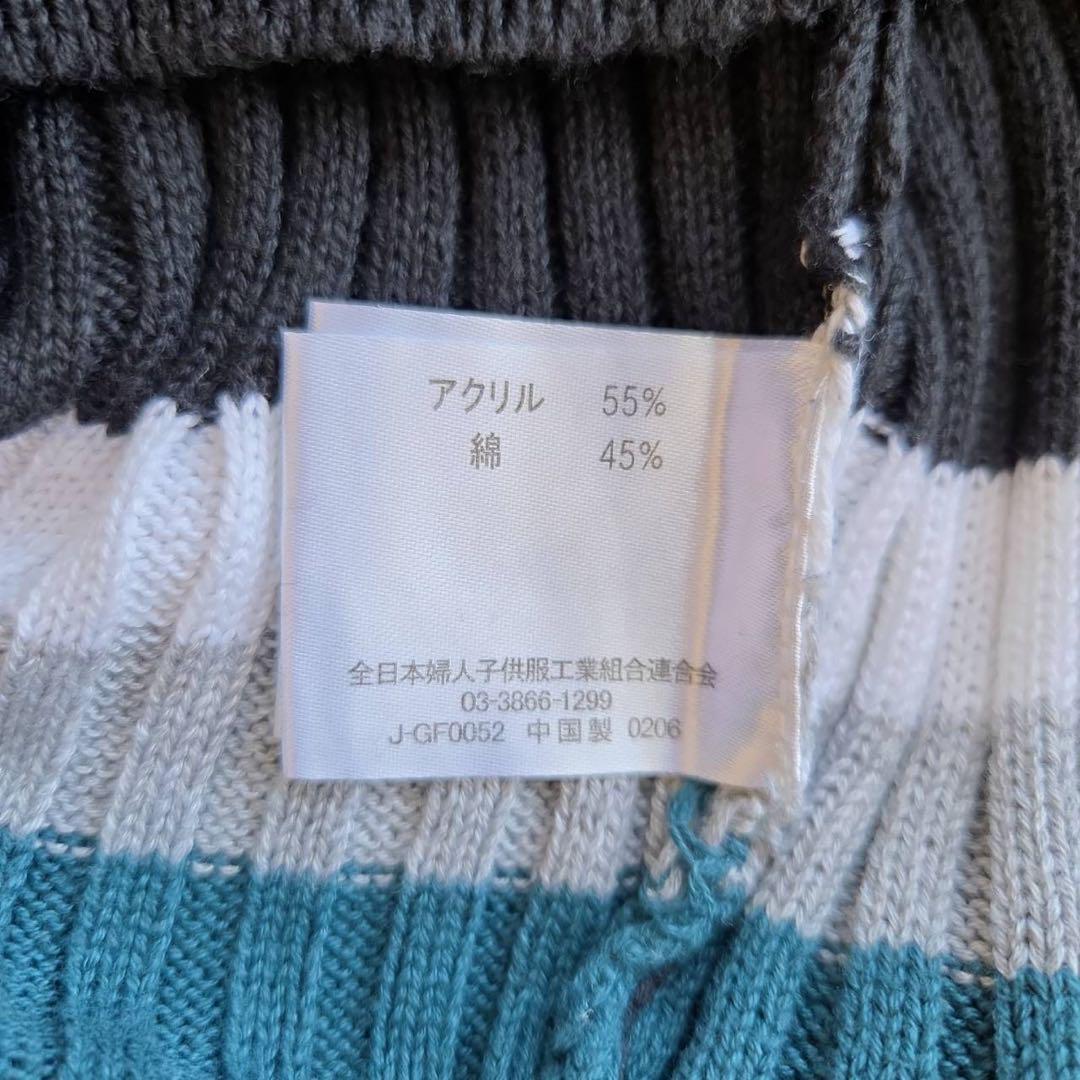 アクリル 55%
綿 45%
全日本婦人子供服工業組合連合会
03-3866-1299
J-GF0052 中国製 0206